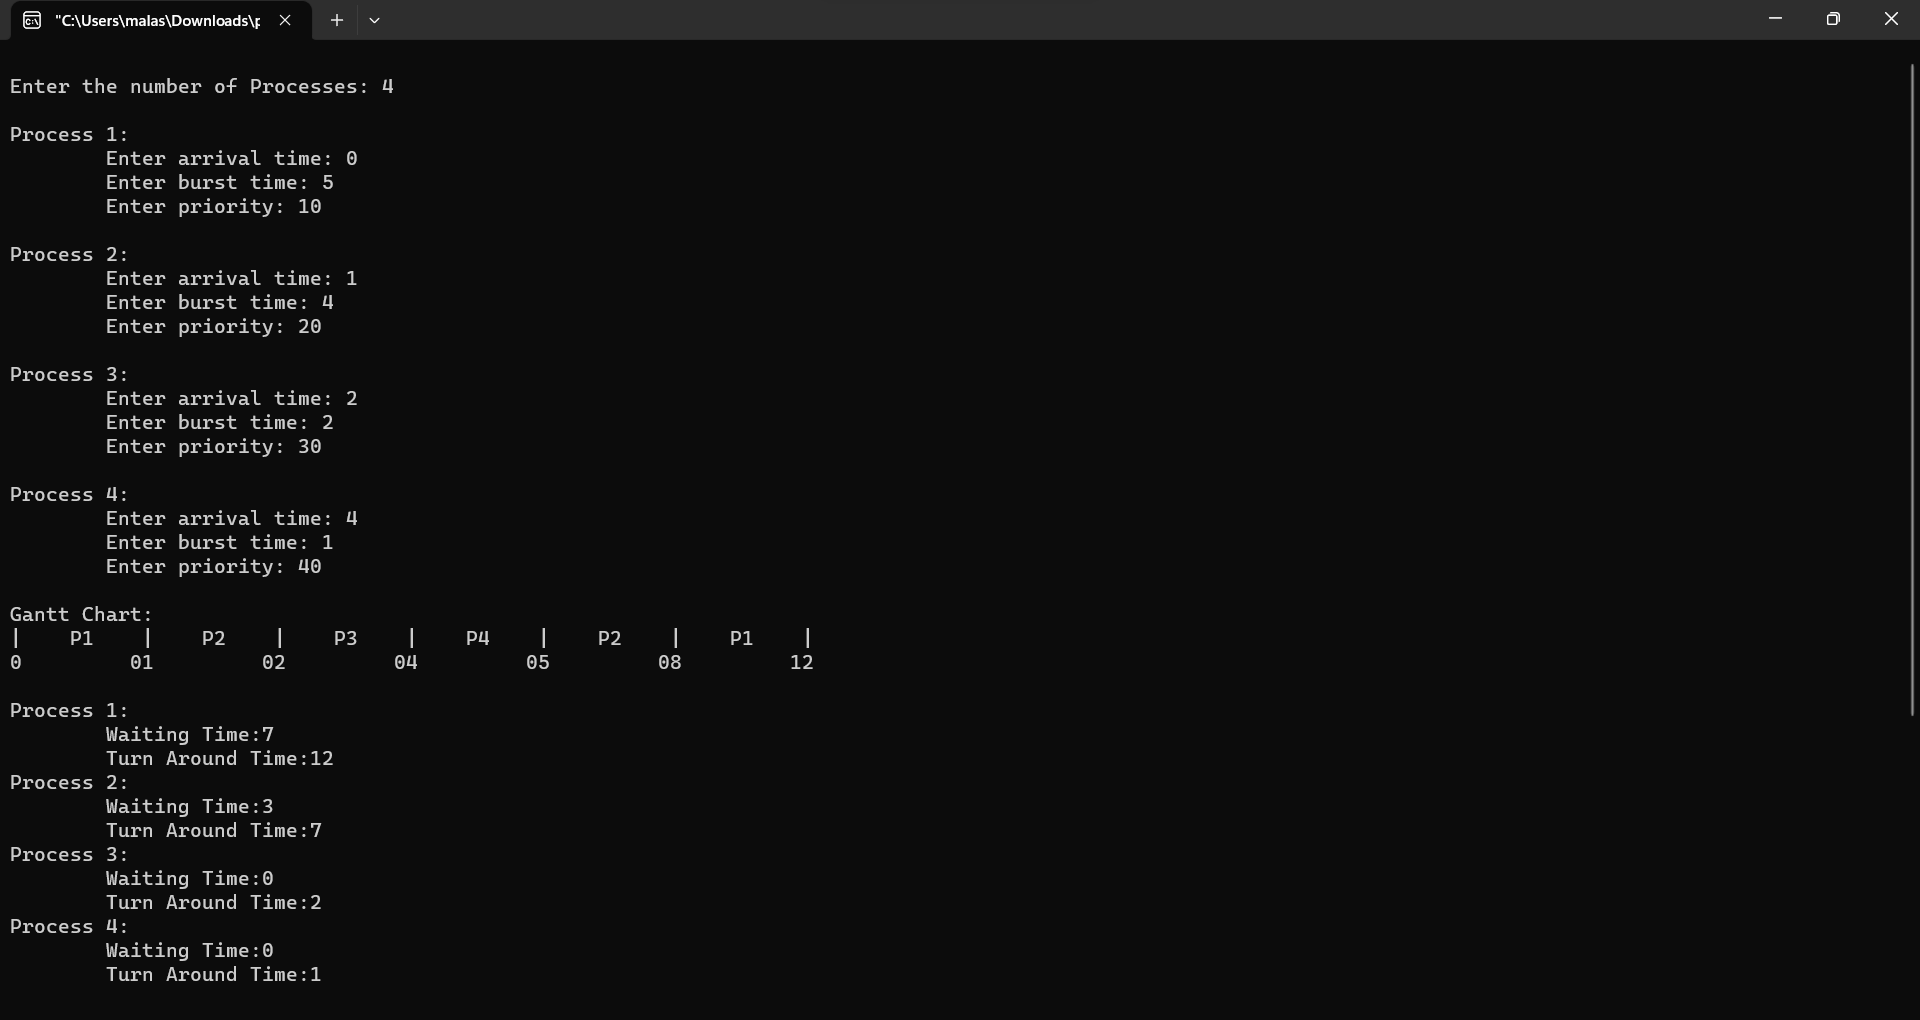 "C:\Users\malas\Downloads\p
Enter the number of Processes: 4
Process 1:
Enter arrival time: 0
Enter burst time: 5
Enter priority: 10
Process 2:
Enter arrival time: 1
Enter burst time: 4
Enter priority: 20
Process 3:
Enter arrival time: 2
Enter burst time: 2
Enter priority: 30
Process 4:
Enter arrival time: 4
Enter burst time: 1
Enter priority: 40
Gantt Chart:
|    P1    |    P2    |    P3    |    P4    |    P2    |    P1    |
0         01         02         04         05         08         12
Process 1:
Waiting Time:7
Turn Around Time:12
Process 2:
Waiting Time:3
Turn Around Time:7
Process 3:
Waiting Time:0
Turn Around Time:2
Process 4:
Waiting Time:0
Turn Around Time:1